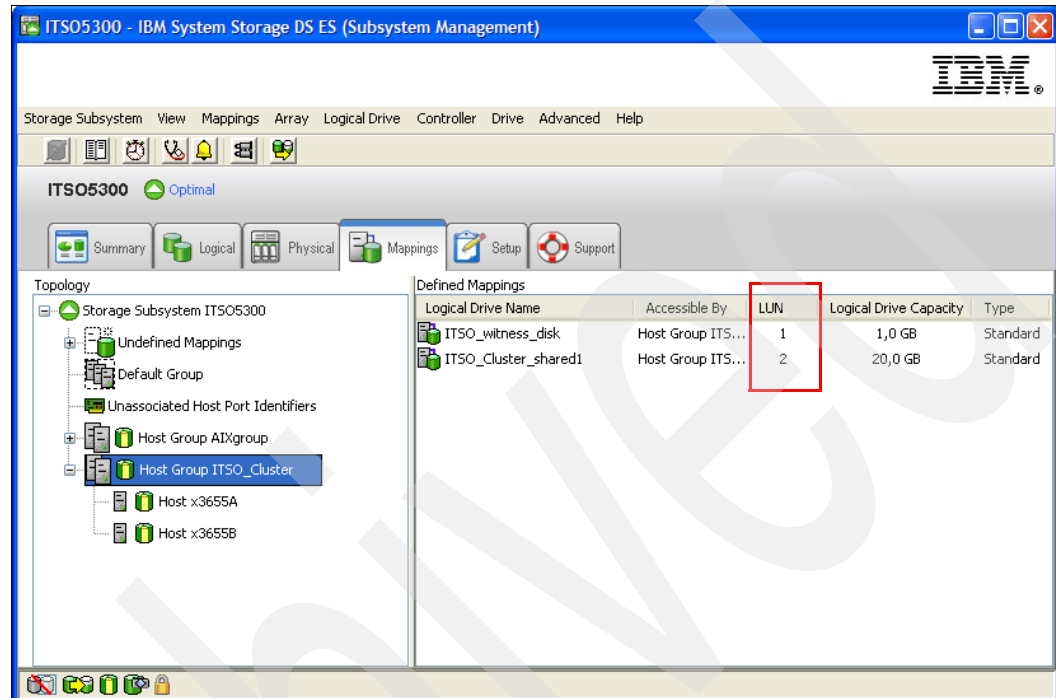 ITSO5300 - IBM System Storage DS ES (Subsystem Management)
IBM®
Storage Subsystem View Mappings Array Logical Drive Controller Drive Advanced Help
ITSO5300 Optimal
Summary Logical Physical Mappings Setup Support
Topology
Storage Subsystem ITSO5300
Undefined Mappings
Default Group
Unassociated Host Port Identifiers
Host Group AIXgroup
Host Group ITSO_Cluster
Host x3655A
Host x3655B
Defined Mappings
Logical Drive Name Accessible By LUN Logical Drive Capacity Type
ITSO_witness_disk Host Group ITS... 1 1,0 GB Standard
ITSO_Cluster_shared1 Host Group ITS... 2 20,0 GB Standard